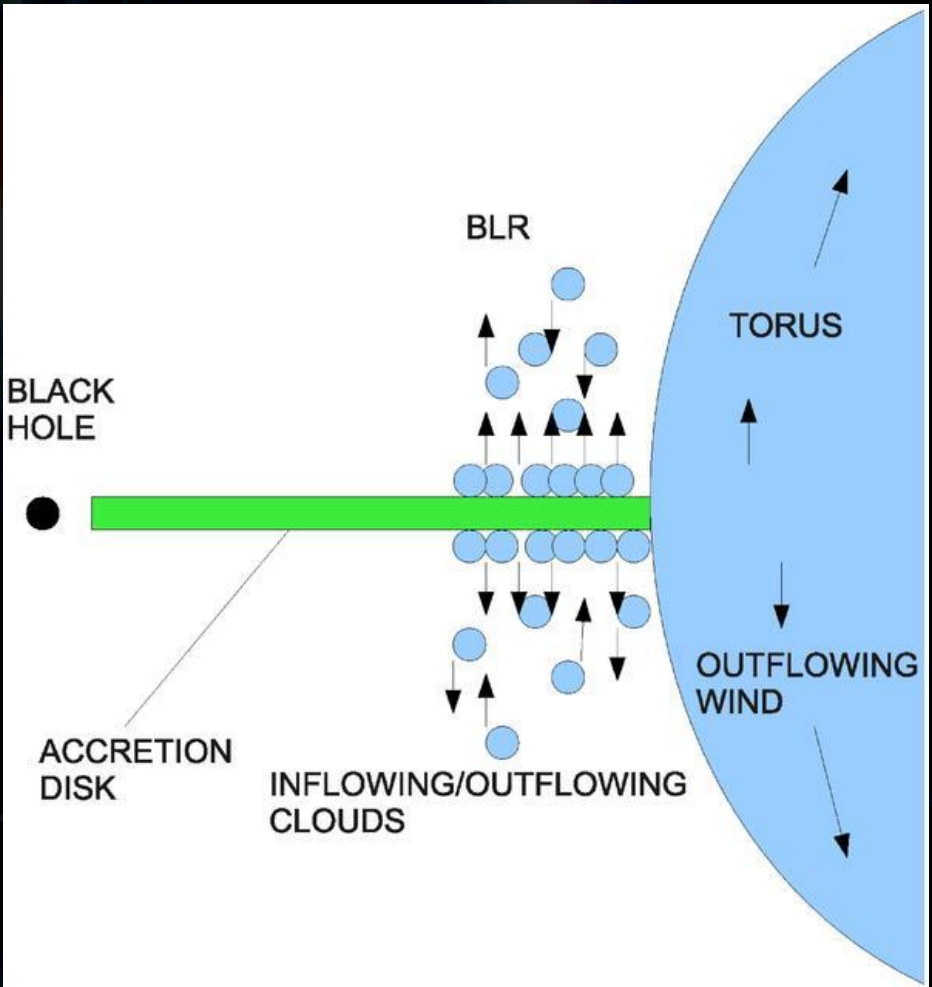 BLR
TORUS
BLACK
HOLE
OUTFLOWING
WIND
ACCRETION
DISK
INFLOWING/OUTFLOWING
CLOUDS